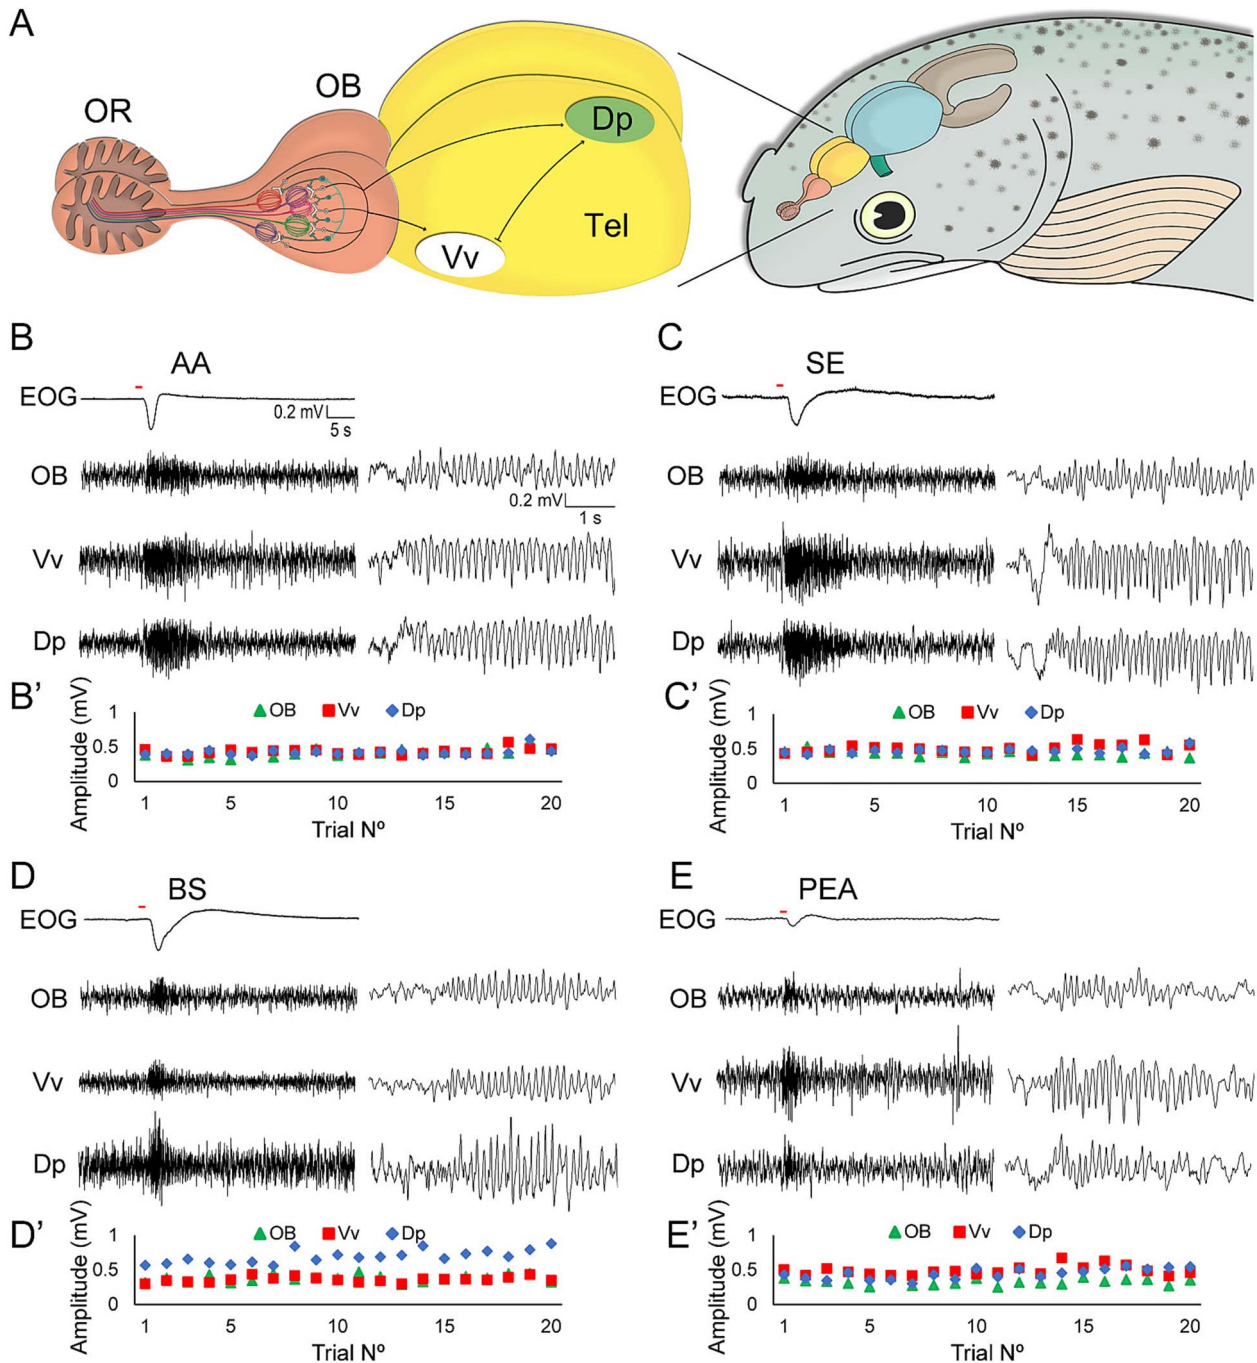 A
OR
OB
Dp
Tel
Vv
B
AA
EOG
0.2 mV
5 s
OB
0.2 mV
1 s
Vv
Dp
B'
Amplitude (mV)
OB Vv Dp
1
0.5
0
1 5 10 15 20
Trial Nº
C
SE
EOG
OB
Vv
Dp
C'
Amplitude (mV)
OB Vv Dp
1
0.5
0
1 5 10 15 20
Trial Nº
D
BS
EOG
OB
Vv
Dp
D'
Amplitude (mV)
OB Vv Dp
1
0.5
0
1 5 10 15 20
Trial Nº
E
PEA
EOG
OB
Vv
Dp
E'
Amplitude (mV)
OB Vv Dp
1
0.5
0
1 5 10 15 20
Trial Nº